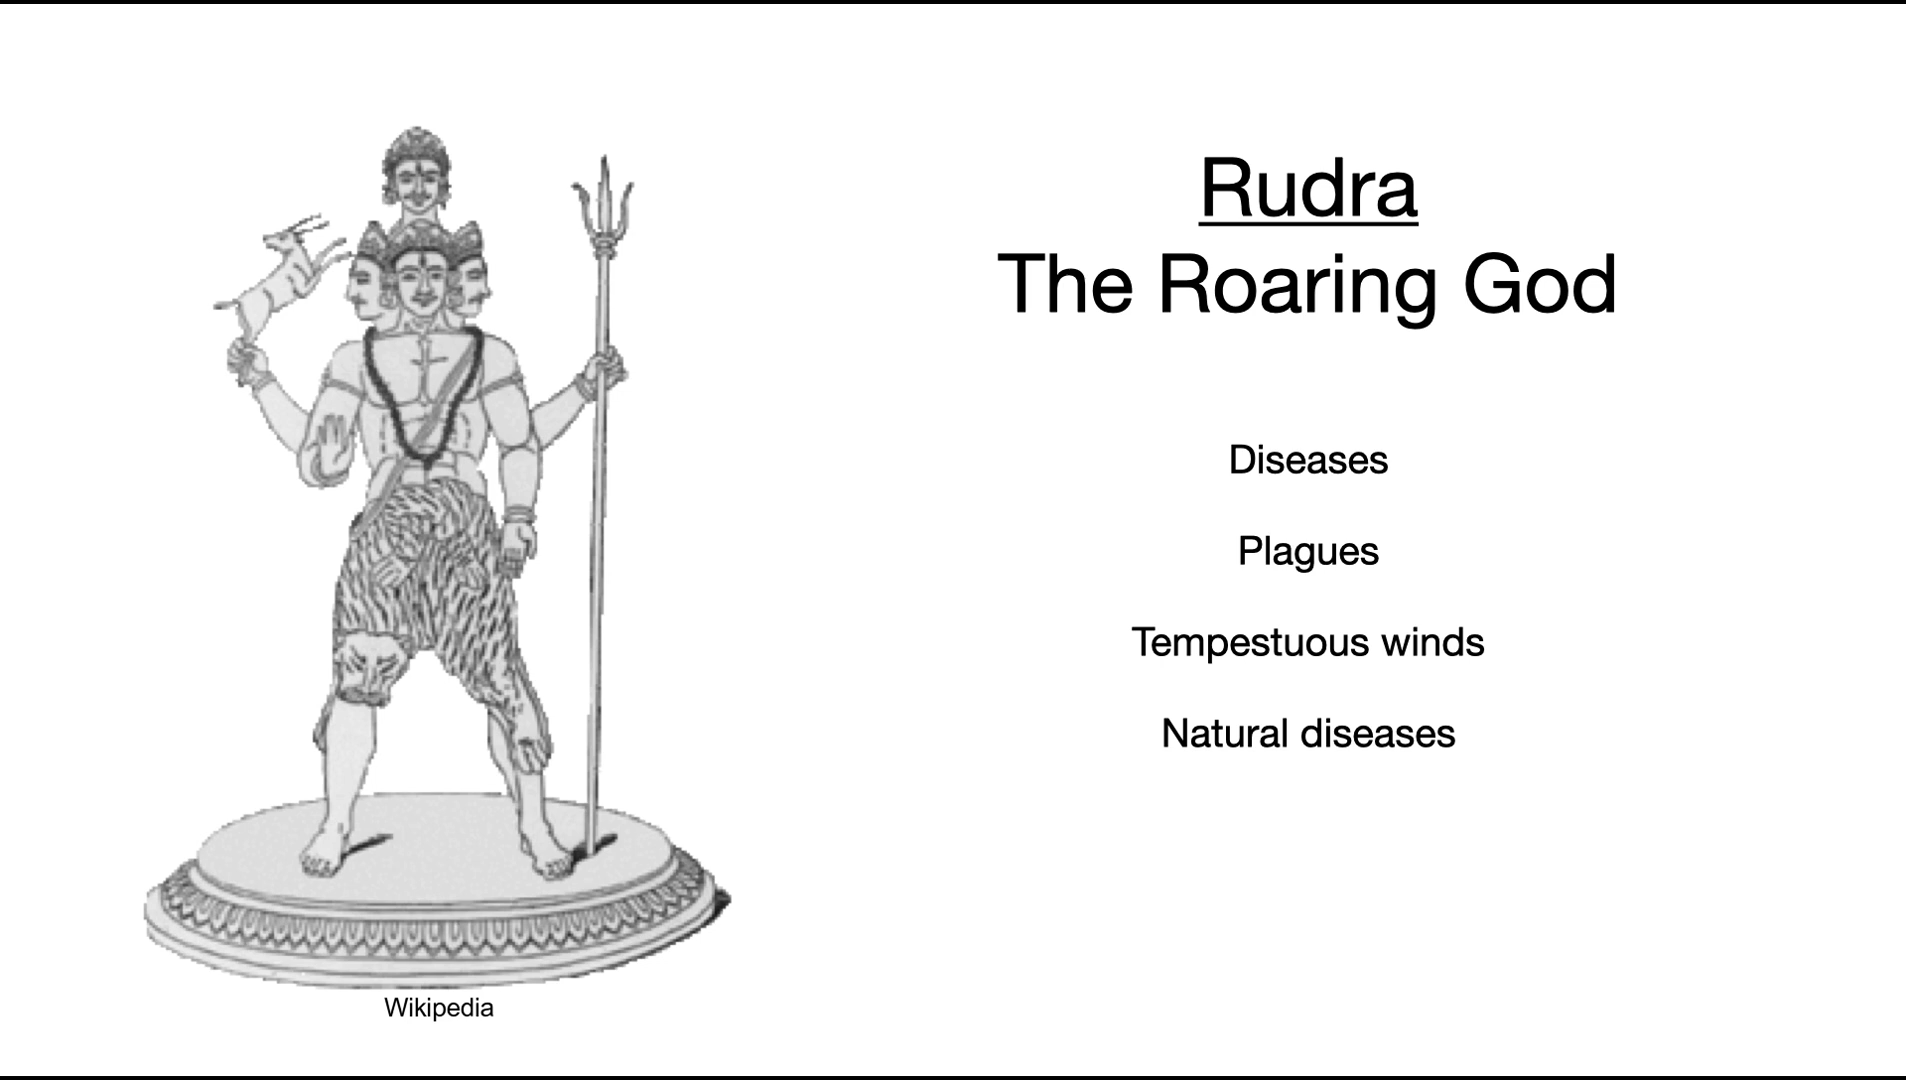 Rudra
The Roaring God
Diseases
Plagues
Tempestuous winds
Natural diseases
Wikipedia